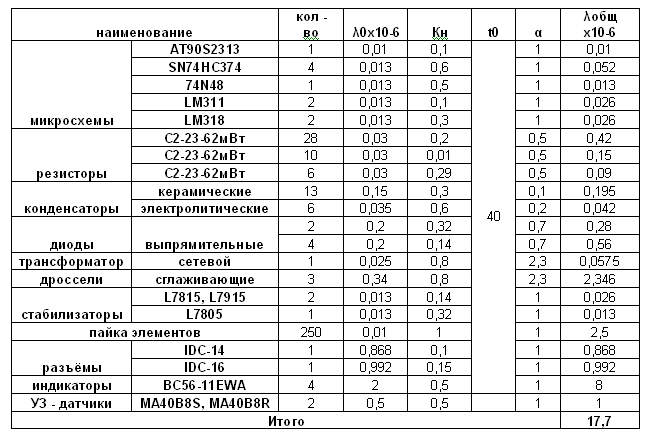 наименование кол - во λ0х10-6 Кн t0 α λобщ х10-6
микросхемы AT90S2313 1 0,01 0,1 40 1 0,01
SN74HC374 4 0,013 0,6 1 0,052
74N48 1 0,013 0,5 1 0,013
LM311 2 0,013 0,1 1 0,026
LM318 2 0,013 0,3 1 0,026
резисторы С2-23-62мВт 28 0,03 0,2 0,5 0,42
С2-23-62мВт 10 0,03 0,01 0,5 0,15
С2-23-62мВт 6 0,03 0,29 0,5 0,09
конденсаторы керамические 13 0,15 0,3 0,1 0,195
электролитические 6 0,035 0,6 0,2 0,042
диоды выпрямительные 2 0,2 0,32 0,7 0,28
4 0,2 0,14 0,7 0,56
трансформатор сетевой 1 0,025 0,8 2,3 0,0575
дроссели сглаживающие 3 0,34 0,8 2,3 2,346
стабилизаторы L7815, L7915 2 0,013 0,14 1 0,026
L7805 1 0,013 0,32 1 0,013
пайка элементов 250 0,01 1 1 2,5
разъёмы IDC-14 1 0,868 0,1 1 0,868
IDC-16 1 0,992 0,15 1 0,992
индикаторы BC56-11EWA 4 2 0,5 1 8
УЗ - датчики MA40B8S, MA40B8R 2 0,5 0,5 1 1
Итого 17,7